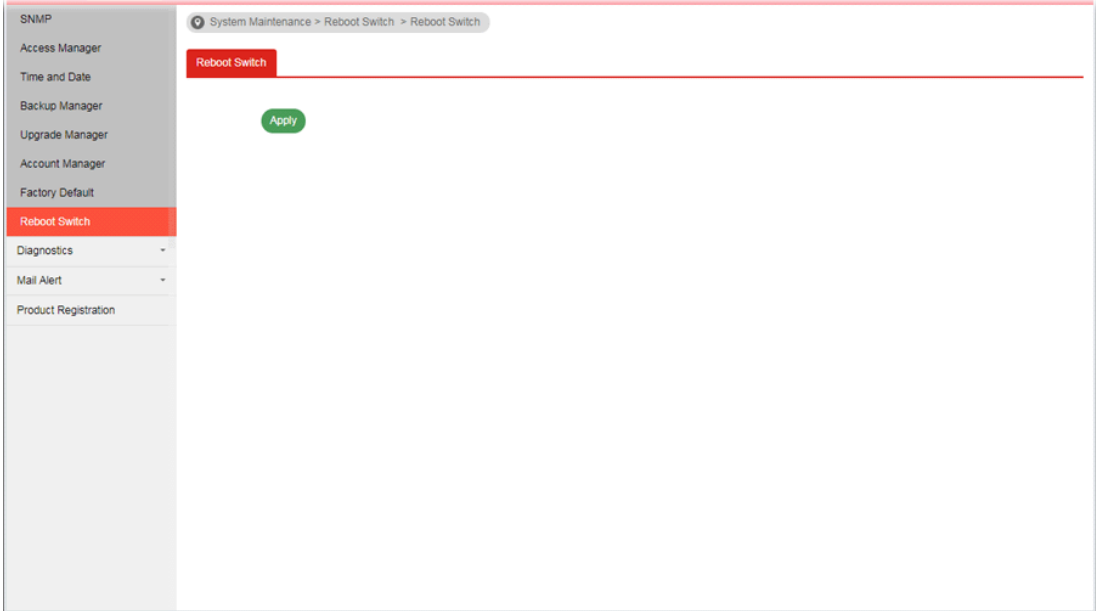 SNMP
Access Manager
Time and Date
Backup Manager
Upgrade Manager
Account Manager
Factory Default
Reboot Switch
Diagnostics
Mail Alert
Product Registration
System Maintenance > Reboot Switch > Reboot Switch
Reboot Switch
Apply